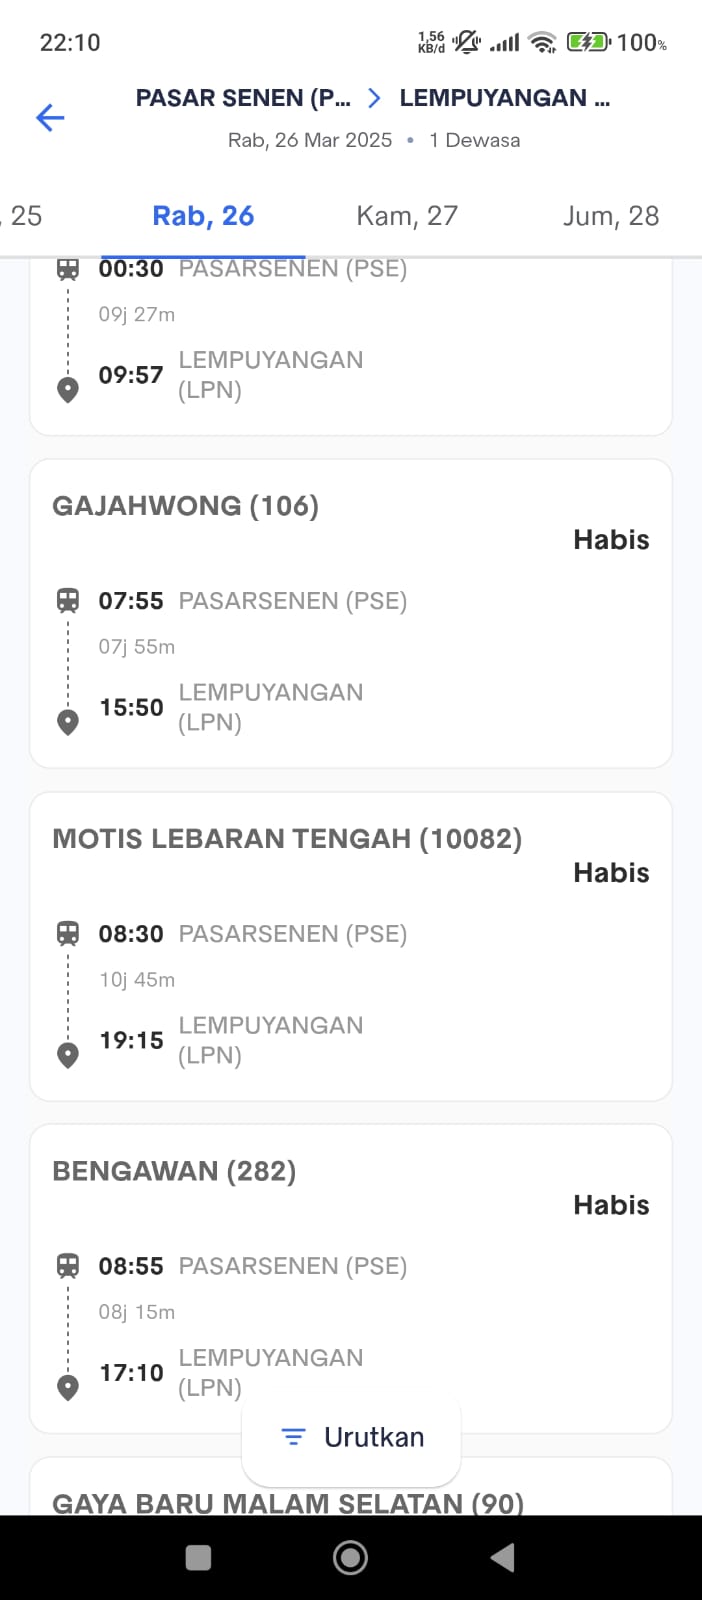 22:10
1,56
KB/d
100%
PASAR SENEN (P... > LEMPUYANGAN ...
Rab, 26 Mar 2025 • 1 Dewasa
, 25
Rab, 26
Kam, 27
Jum, 28
00:30 PASARSENEN (PSE)
09j 27m
09:57 LEMPUYANGAN
(LPN)
GAJAHWONG (106)
Habis
07:55 PASARSENEN (PSE)
07j 55m
15:50 LEMPUYANGAN
(LPN)
MOTIS LEBARAN TENGAH (10082)
Habis
08:30 PASARSENEN (PSE)
10j 45m
19:15 LEMPUYANGAN
(LPN)
BENGAWAN (282)
Habis
08:55 PASARSENEN (PSE)
08j 15m
17:10 LEMPUYANGAN
(LPN)
Urutkan
GAYA BARU MALAM SELATAN (90)